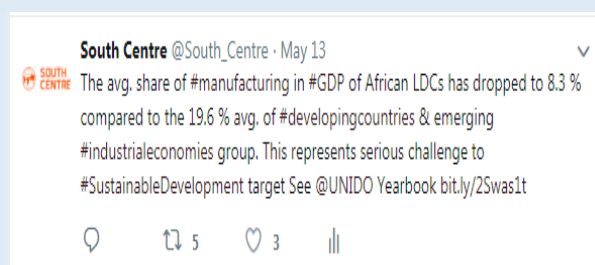 South Centre @South_Centre · May 13
SOUTH
CENTRE
The avg. share of #manufacturing in #GDP of African LDCs has dropped to 8.3 %
compared to the 19.6 % avg. of #developingcountries & emerging
#industrialeconomies group. This represents serious challenge to
#SustainableDevelopment target See @UNIDO Yearbook bit.ly/2Swas1t
5 3